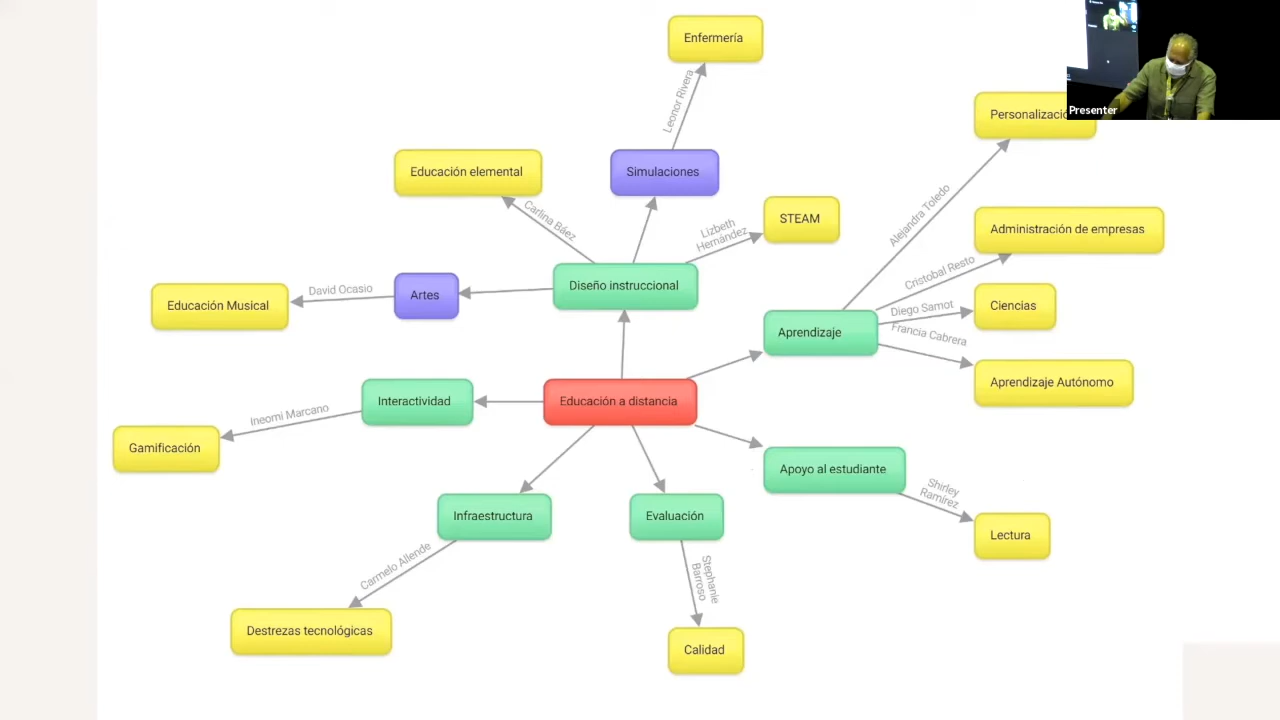 Enfermería
Presenter
Personalizació
Leonor Rivera
Educación elemental
Simulaciones
Carlina Báez
Lizbeth
Hernández
STEAM
Alejandra Toledo
Administración de empresas
Diseño instruccional
Cristobal Resto
David Ocasio
Artes
Educación Musical
Diego Samot
Ciencias
Aprendizaje
Francia Cabrera
Aprendizaje Autónomo
Interactividad
Educación a distancia
Ineomi Marcano
Gamificación
Apoyo al estudiante
Shirley
Ramírez
Infraestructura
Evaluación
Lectura
Carmelo Allende
Stephanie
Barroso
Destrezas tecnológicas
Calidad